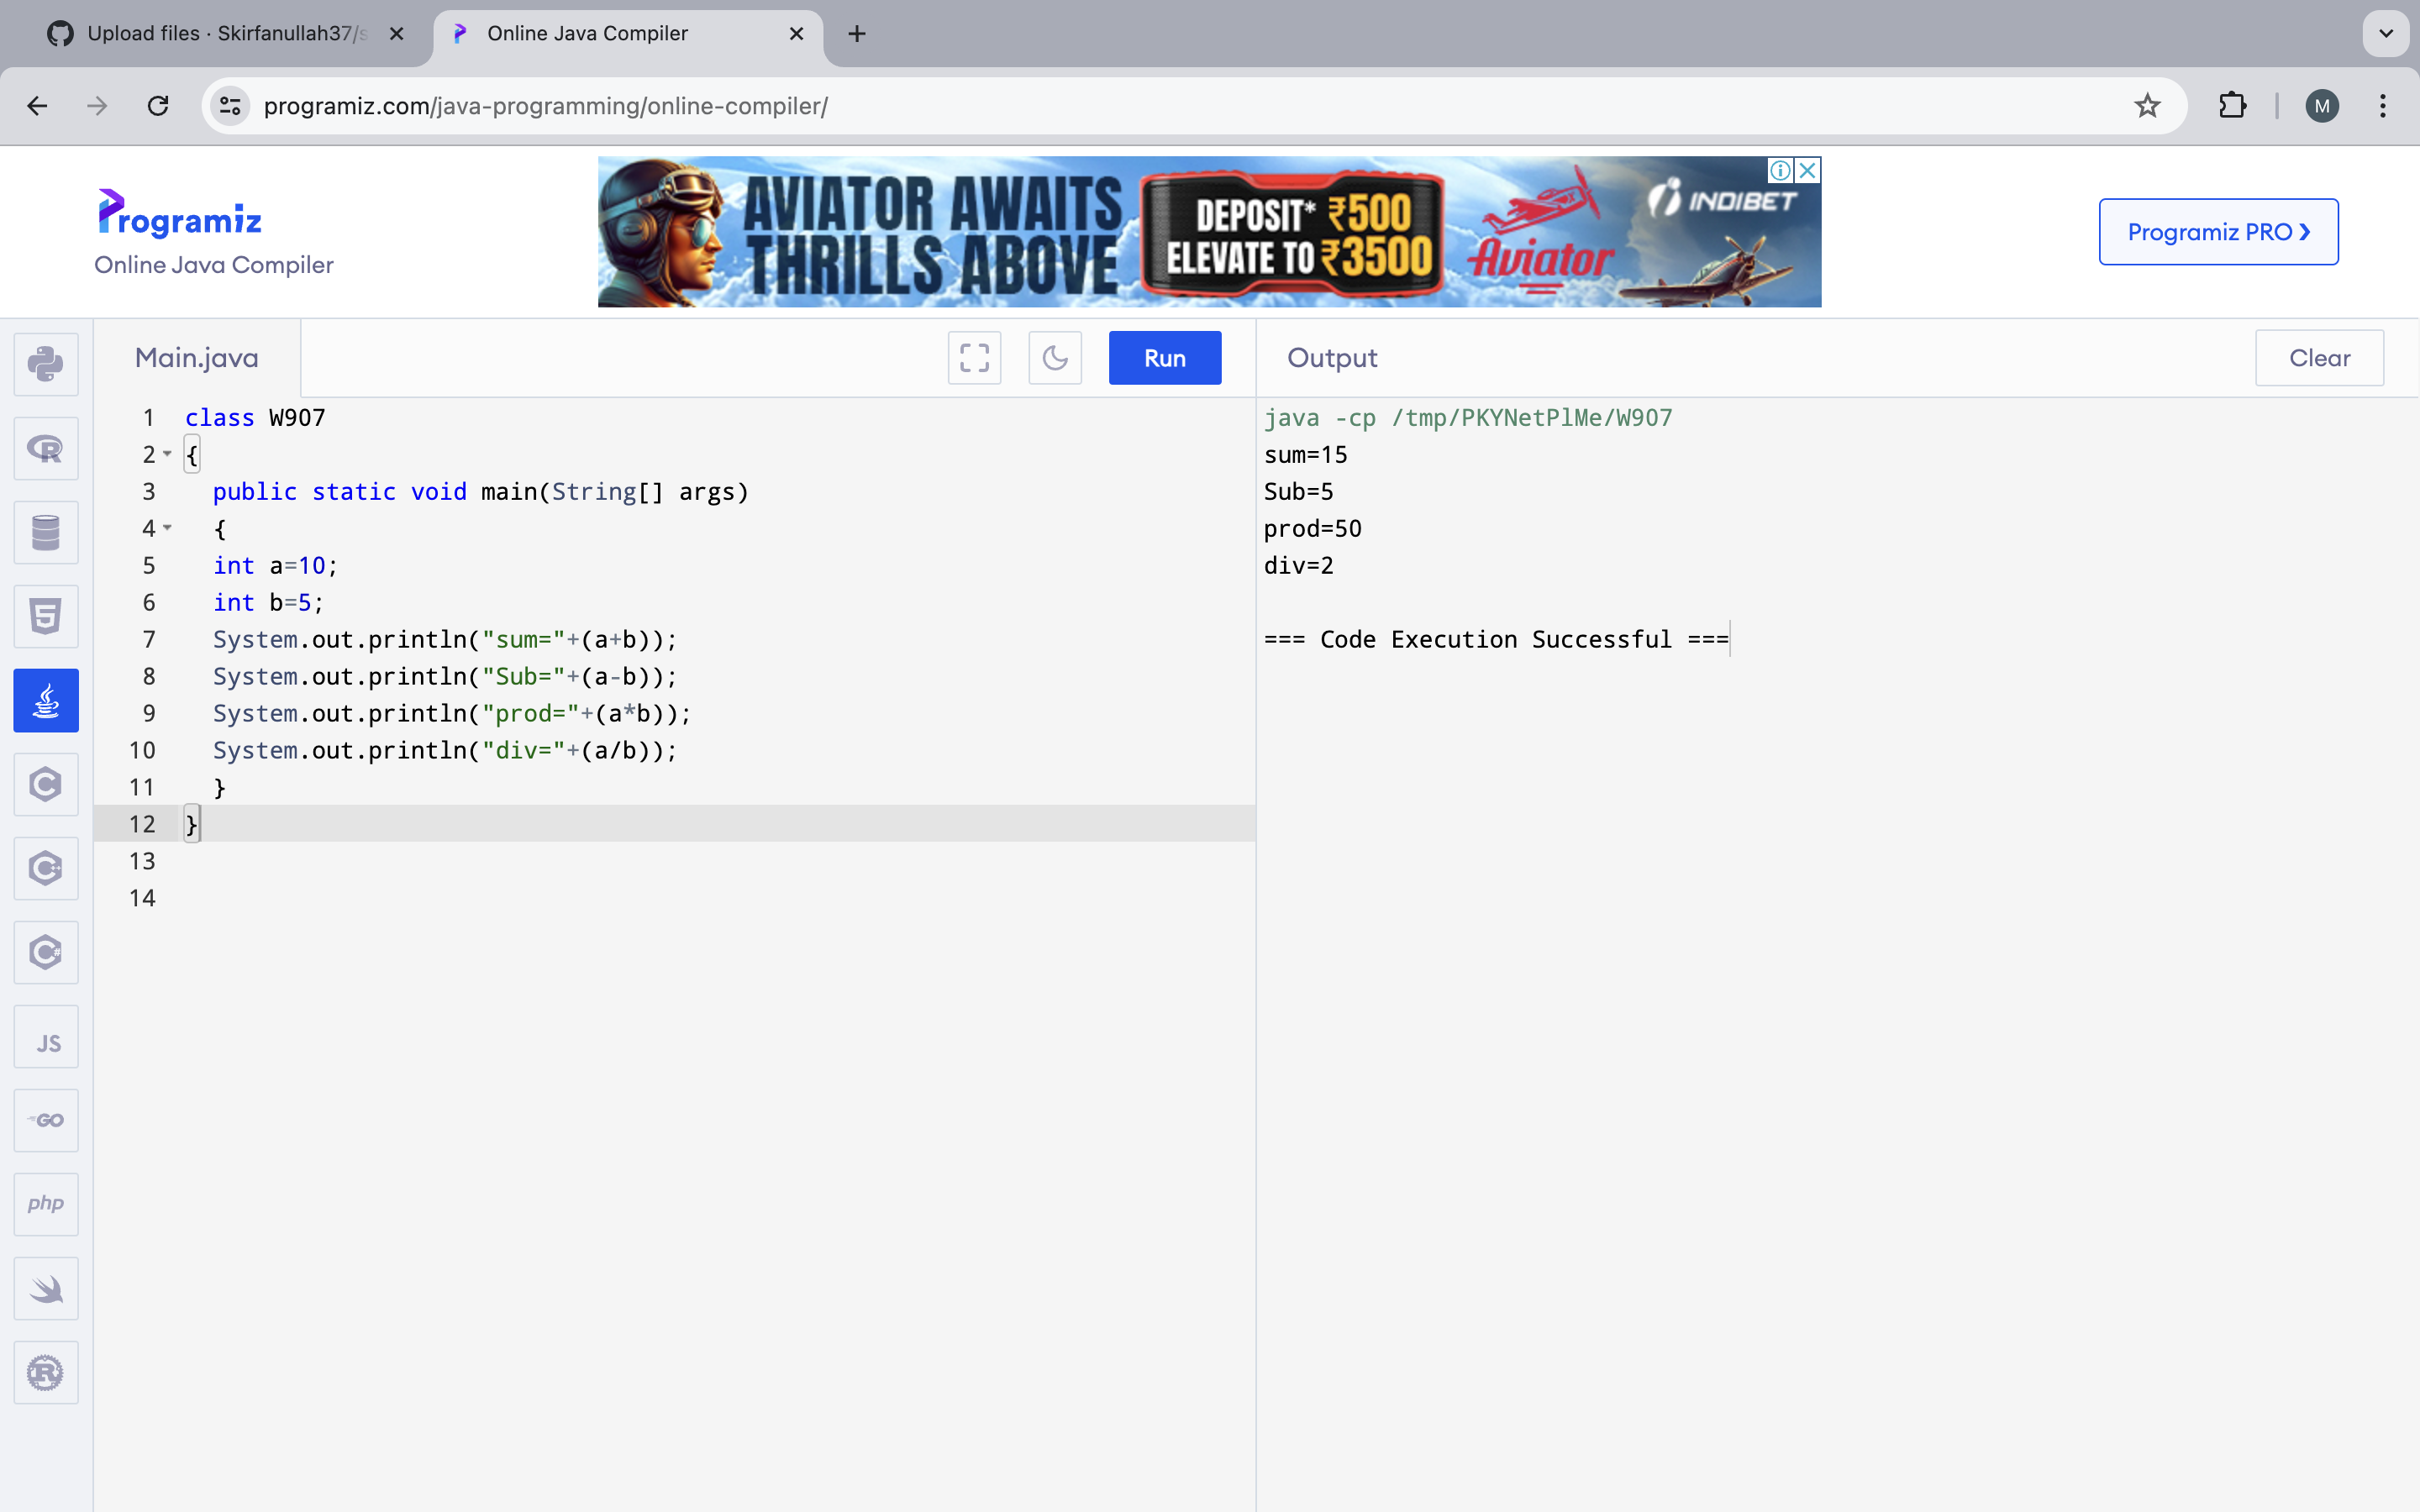 Upload files · Skirfanullah37/s
Online Java Compiler
programiz.com/java-programming/online-compiler/
M
Programiz
Online Java Compiler
AVIATOR AWAITS
THRILLS ABOVE
DEPOSIT* ₹500
ELEVATE TO ₹3500
Aviator
INDIBET
Programiz PRO ❯
Main.java
Run
Output
Clear
1 class W907
2 {
3   public static void main(String[] args)
4   {
5   int a=10;
6   int b=5;
7   System.out.println("sum="+(a+b));
8   System.out.println("Sub="+(a-b));
9   System.out.println("prod="+(a*b));
10   System.out.println("div="+(a/b));
11   }
12 }
13
14
java -cp /tmp/PKYNetPlMe/W907
sum=15
Sub=5
prod=50
div=2
=== Code Execution Successful ===
R
5
C
C
C#
JS
GO
php
R